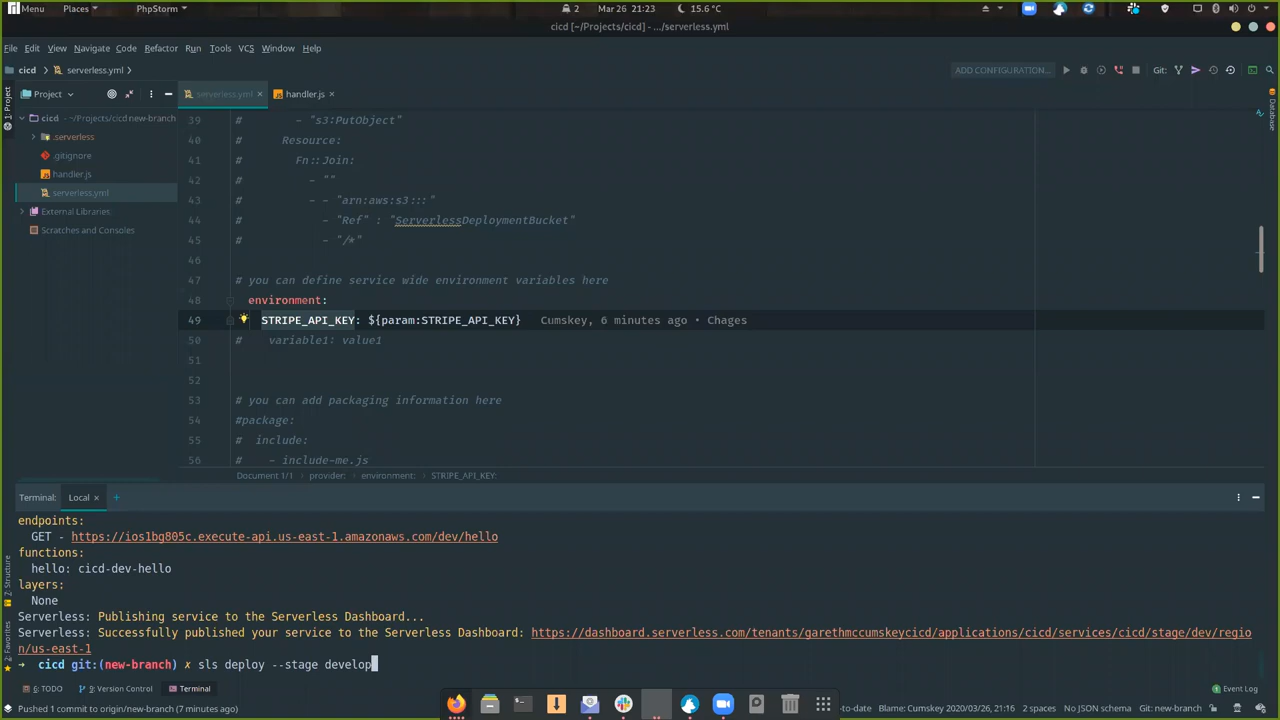 Menu Places PhpStorm 2 Mar 26 21:23 15.6 °C
cicd [~/Projects/cicd] - .../serverless.yml
File Edit View Navigate Code Refactor Run Tools VCS Window Help
cicd serverless.yml ADD CONFIGURATION... Git:
1: Project Project serverless.yml × handler.js × Database
cicd ~/Projects/cicd new-branch
.serverless
.gitignore
handler.js
serverless.yml
External Libraries
Scratches and Consoles
39 # - "s3:PutObject"
40 # Resource:
41 # Fn::Join:
42 # - ""
43 # - - "arn:aws:s3:::"
44 # - "Ref" : "ServerlessDeploymentBucket"
45 # - "/*"
46
47 # you can define service wide environment variables here
48 environment:
49 STRIPE_API_KEY: ${param:STRIPE_API_KEY} Cumskey, 6 minutes ago • Chages
50 # variable1: value1
51
52
53 # you can add packaging information here
54 #package:
55 # include:
56 # - include-me.js
Document 1/1 provider: environment: STRIPE_API_KEY:
Terminal: Local × +
endpoints:
GET - https://ios1bg805c.execute-api.us-east-1.amazonaws.com/dev/hello
functions:
hello: cicd-dev-hello
layers:
None
Serverless: Publishing service to the Serverless Dashboard...
Serverless: Successfully published your service to the Serverless Dashboard: https://dashboard.serverless.com/tenants/garethmccumskeycicd/applications/cicd/services/cicd/stage/dev/regio
n/us-east-1
→ cicd git:(new-branch) ✗ sls deploy --stage develop
Z: Structure
2: Favorites
6: TODO 9: Version Control Terminal Event Log
Pushed 1 commit to origin/new-branch (7 minutes ago) -to-date Blame: Cumskey 2020/03/26, 21:16 2 spaces No JSON schema Git: new-branch